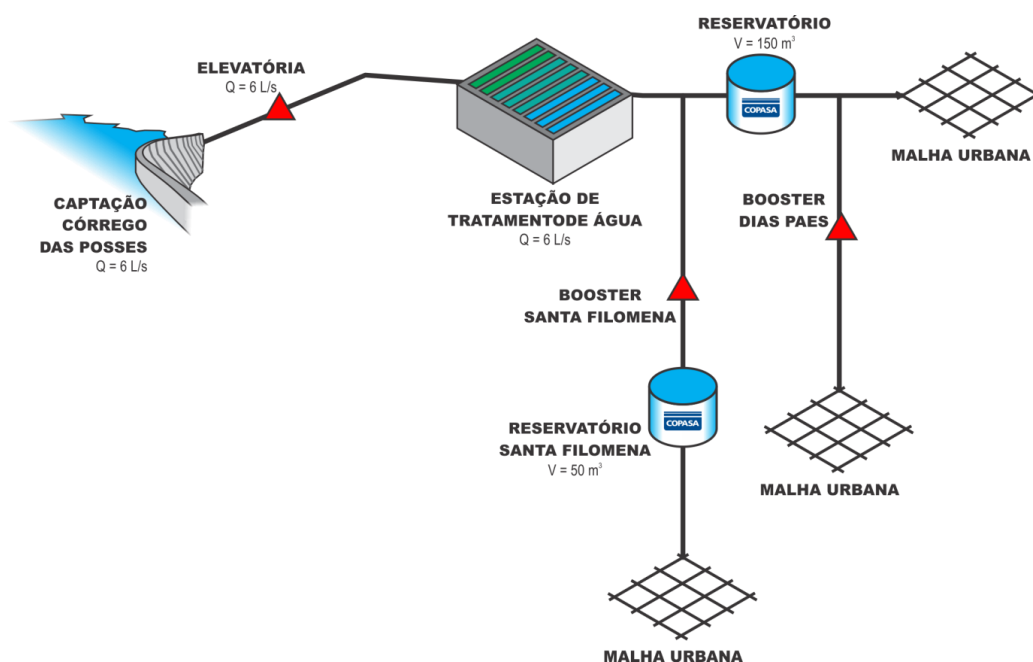 RESERVATÓRIO
V = 150 m³
ELEVATÓRIA
Q = 6 L/s
COPASA
MALHA URBANA
CAPTAÇÃO
CÓRREGO
DAS POSSES
Q = 6 L/s
ESTAÇÃO DE
TRATAMENTODE ÁGUA
Q = 6 L/s
BOOSTER
DIAS PAES
BOOSTER
SANTA FILOMENA
COPASA
RESERVATÓRIO
SANTA FILOMENA
V = 50 m³
MALHA URBANA
MALHA URBANA